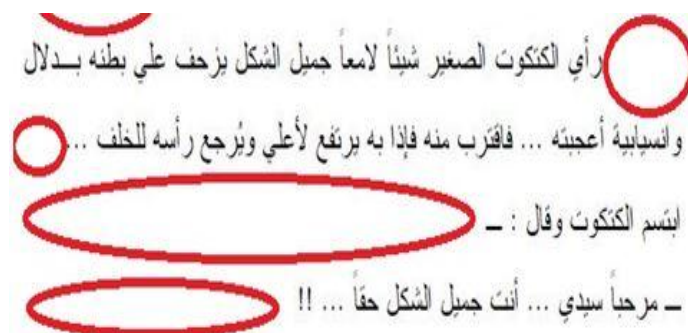 رأي الكتكوت الصغير شيئاً لامعاً جميل الشكل يزحف علي بطنه بــدلال
وانسيابية أعجبته ... فاقترب منه فإذا به يرتفع لأعلي ويُرجع رأسه للخلف ...
ابتسم الكتكوت وقال : ــ
ــ مرحباً سيدي ... أنت جميل الشكل حقاً ... !!